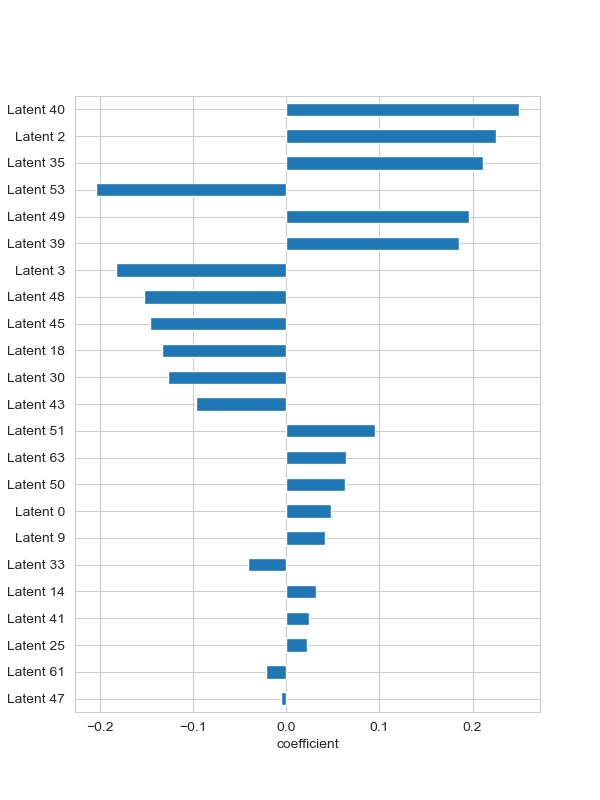 Latent 40
Latent 2
Latent 35
Latent 53
Latent 49
Latent 39
Latent 3
Latent 48
Latent 45
Latent 18
Latent 30
Latent 43
Latent 51
Latent 63
Latent 50
Latent 0
Latent 9
Latent 33
Latent 14
Latent 41
Latent 25
Latent 61
Latent 47
−0.2 −0.1 0.0 0.1 0.2
coefficient